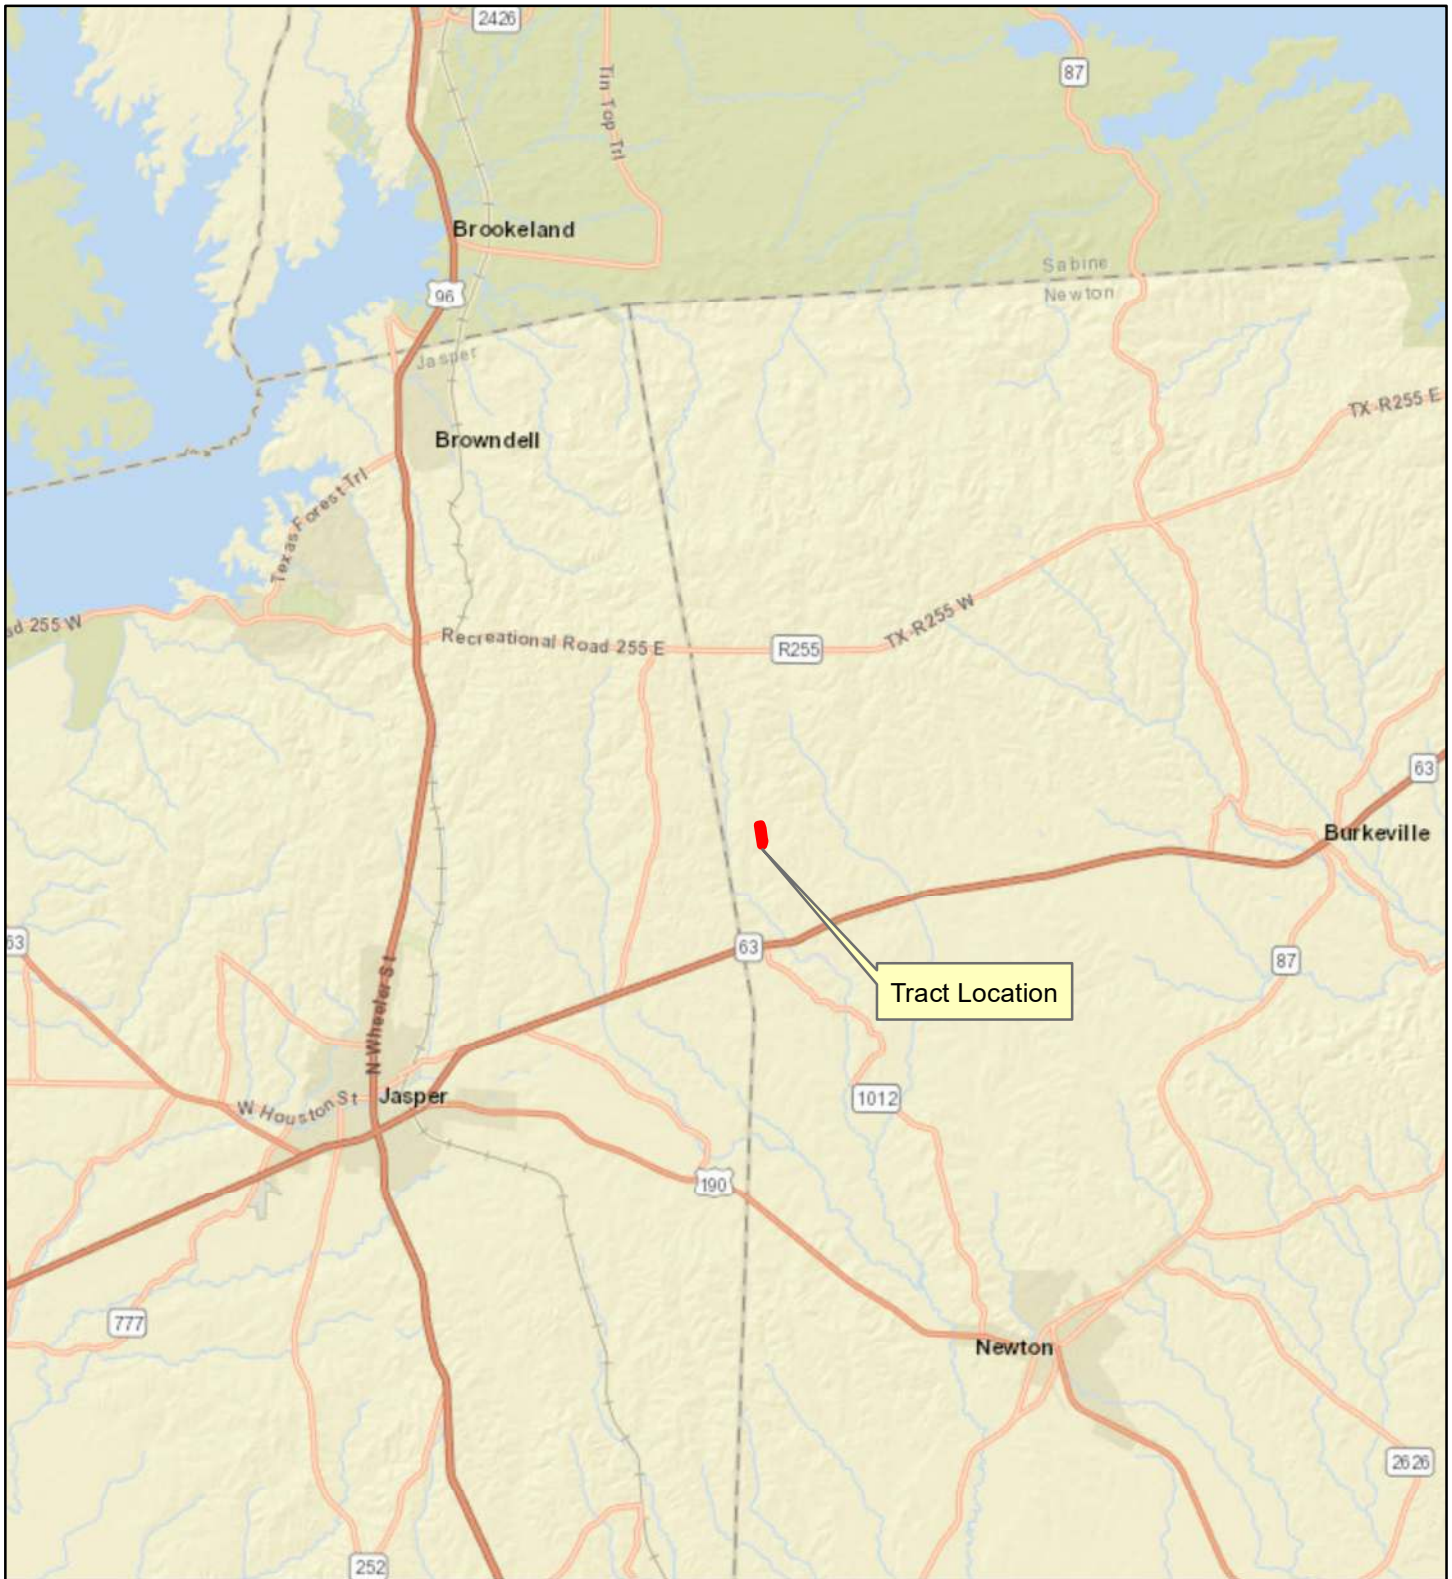 2426
87
Tin Top Trl
Brookeland
Sabine
Newton
96
Jasper
TX-R255 E
Browndell
Texas Forest Trl
ad 255 W
Recreational Road 255 E
R255
TX-R255 W
63
Burkeville
63
63
87
N Wheeler St
Tract Location
Jasper
1012
W Houston St
190
777
Newton
2626
252